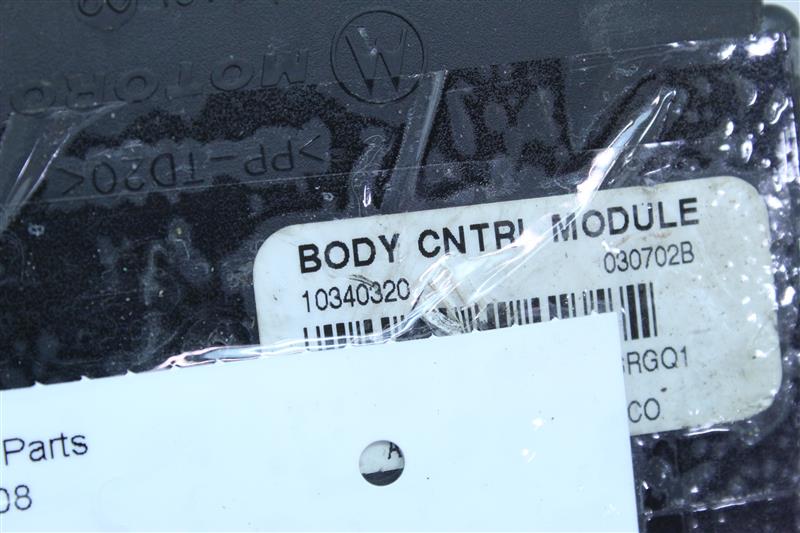 MOTORO
>PP-TD20<
BODY CNTRL MODULE
10340320 030702B
RGQ1
CO
Parts
08
A